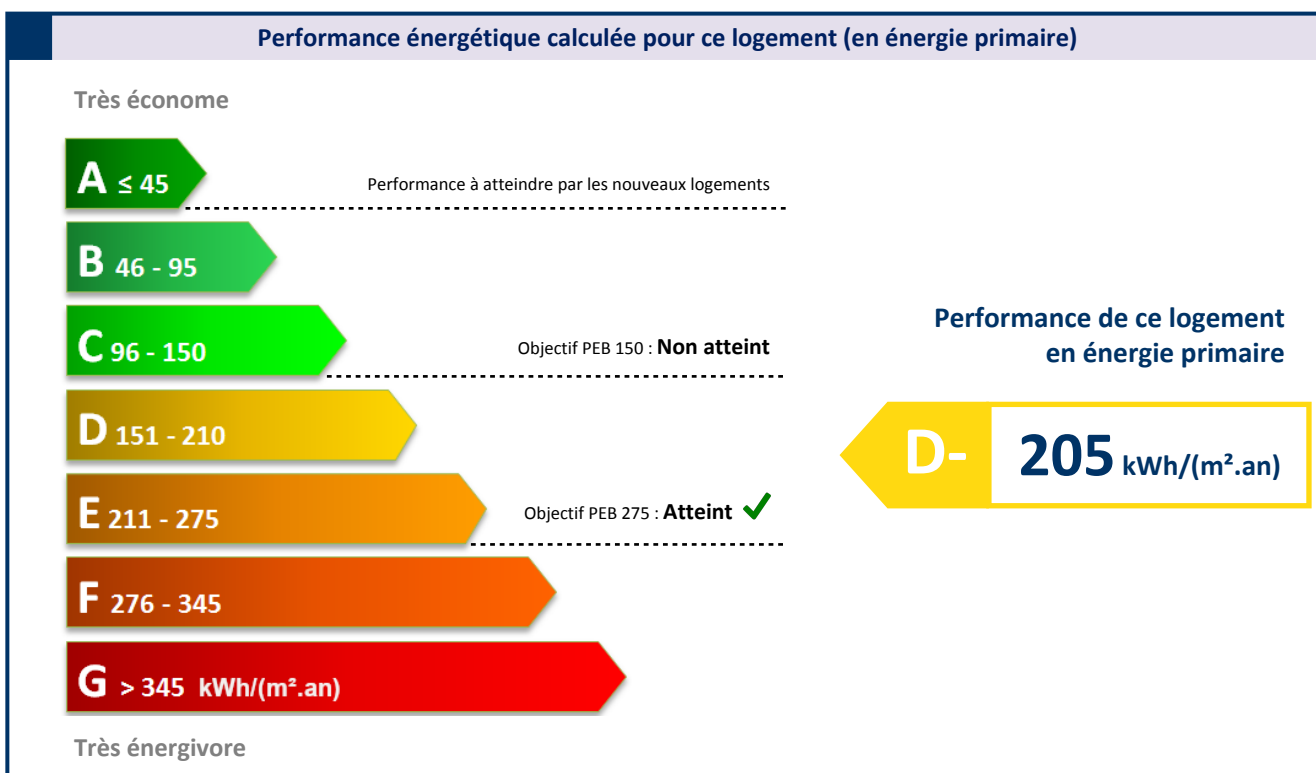 Performance énergétique calculée pour ce logement (en énergie primaire)
Très économe
A ≤ 45
Performance à atteindre par les nouveaux logements
B 46 - 95
C 96 - 150
Objectif PEB 150 : Non atteint
D 151 - 210
E 211 - 275
Objectif PEB 275 : Atteint ✓
F 276 - 345
G > 345 kWh/(m².an)
Très énergivore
Performance de ce logement
en énergie primaire
D- 205 kWh/(m².an)